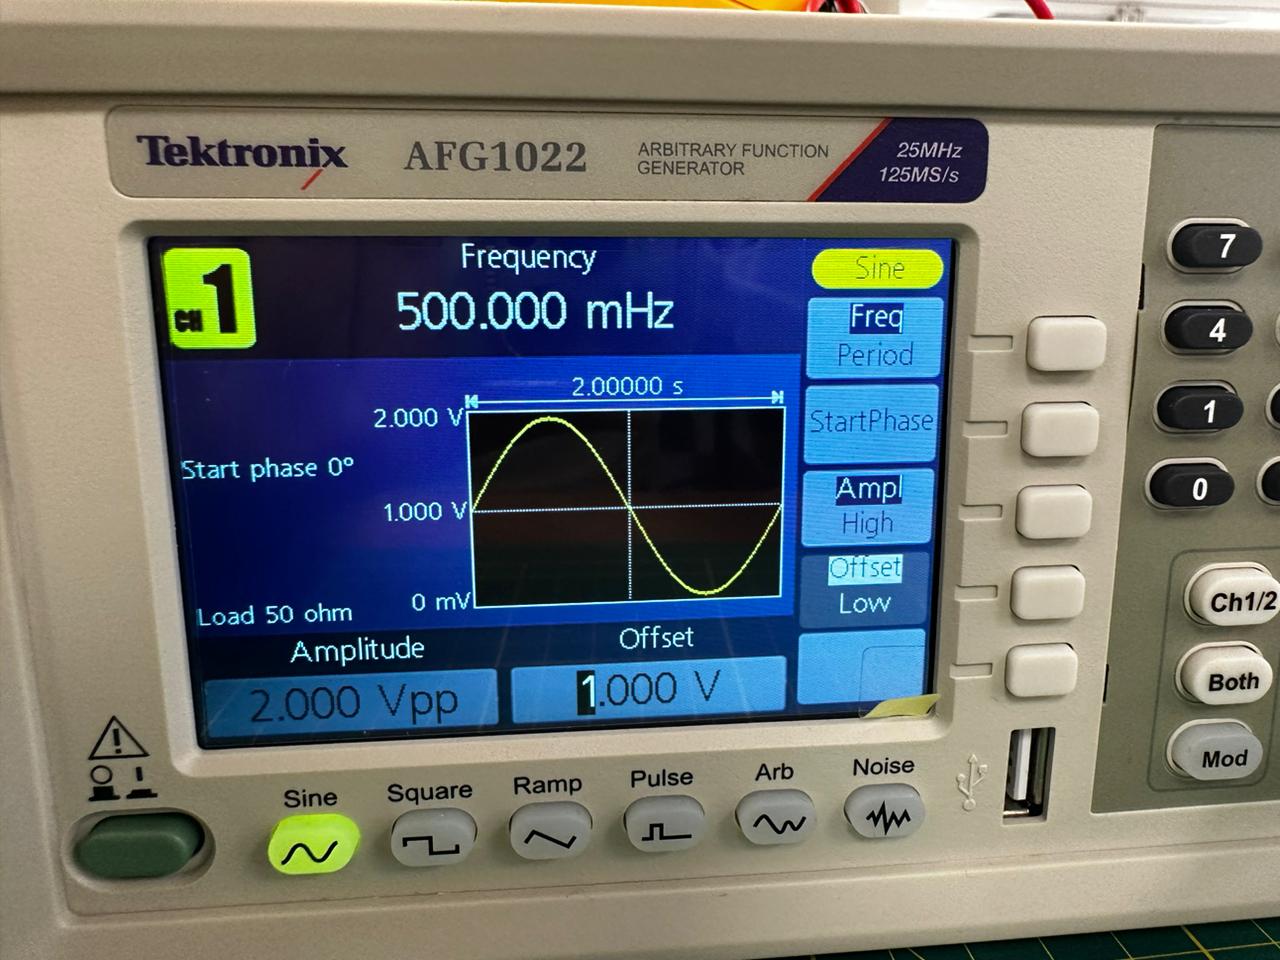 Tektronix AFG1022 ARBITRARY FUNCTION GENERATOR 25MHz 125MS/s
CH 1
Frequency
500.000 mHz
Sine
Freq
Period
StartPhase
Ampl
High
Offset
Low
2.00000 s
2.000 V
Start phase 0°
1.000 V
Load 50 ohm
0 mV
Amplitude
Offset
2.000 Vpp
1.000 V
7
4
1
0
Ch1/2
Both
Mod
Sine
Square
Ramp
Pulse
Arb
Noise